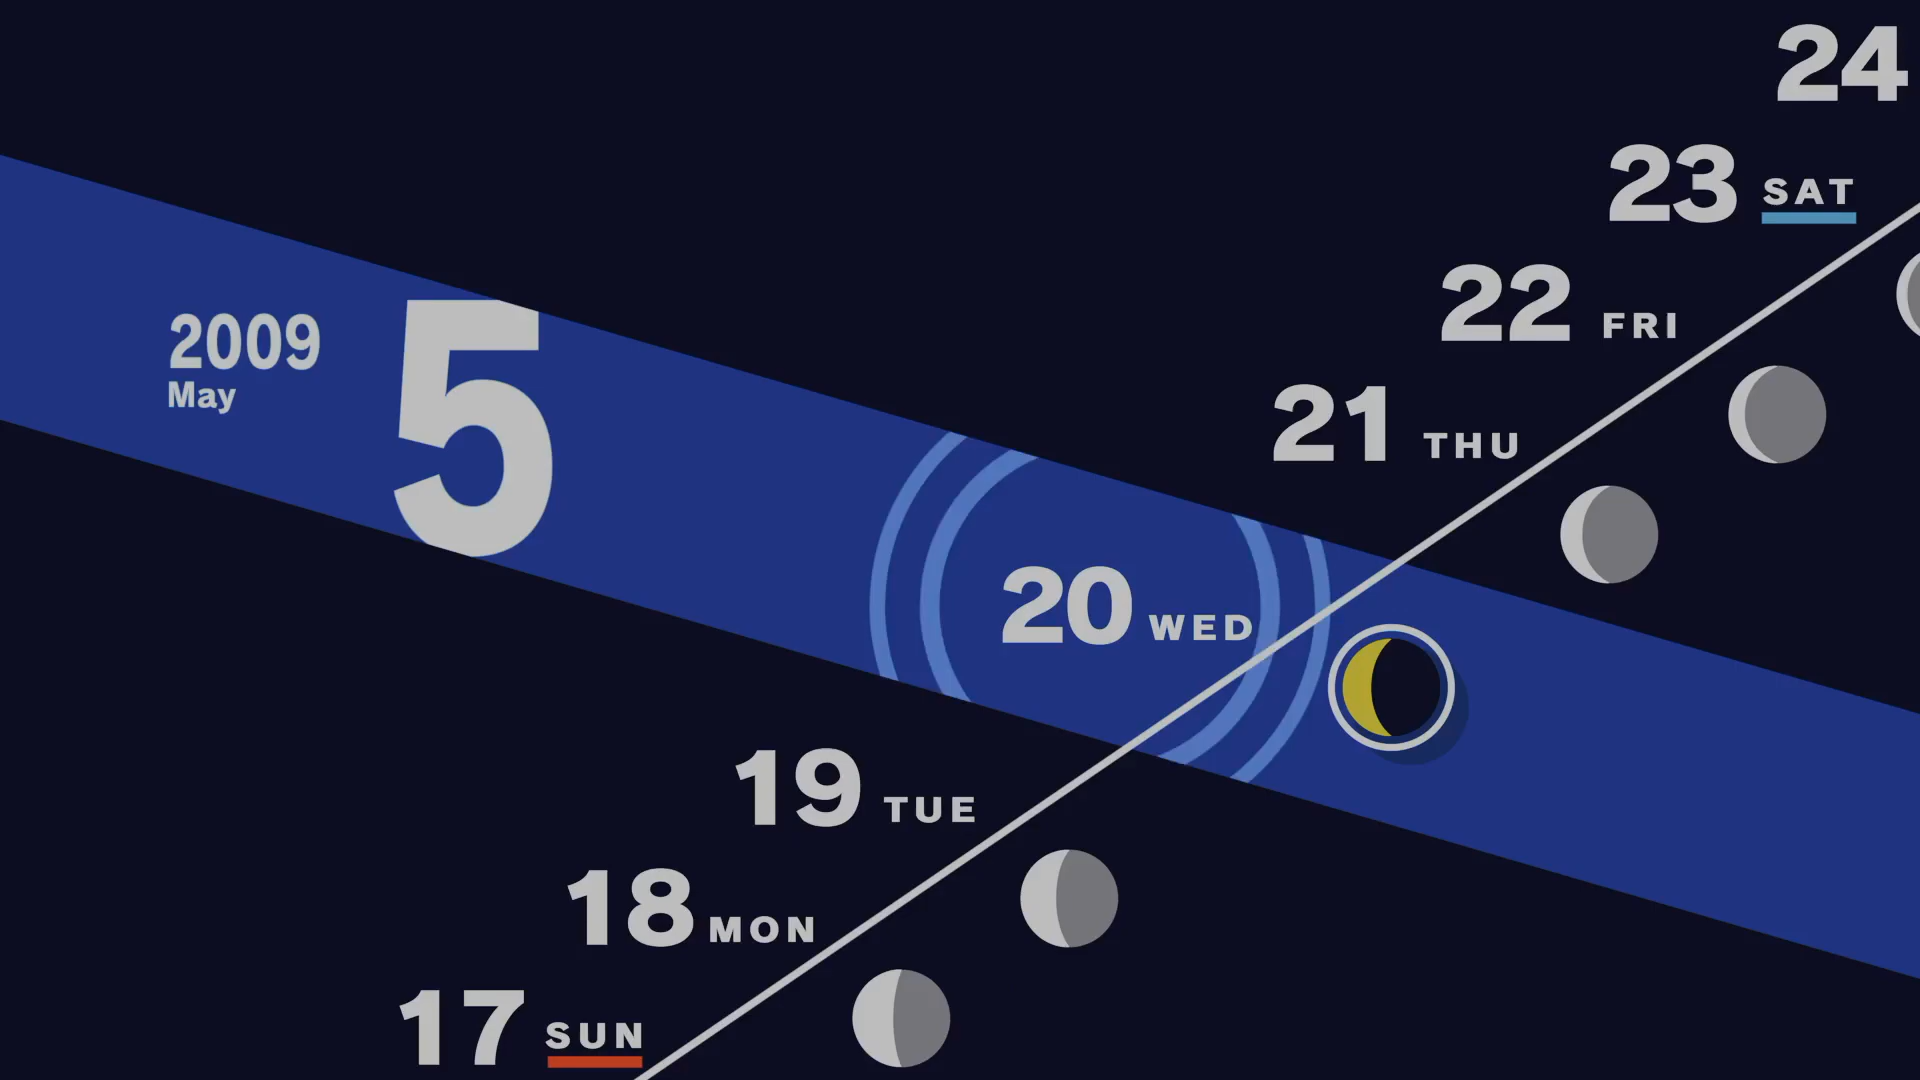 24
23 SAT
22 FRI
21 THU
2009
May
5
20 WED
19 TUE
18 MON
17 SUN